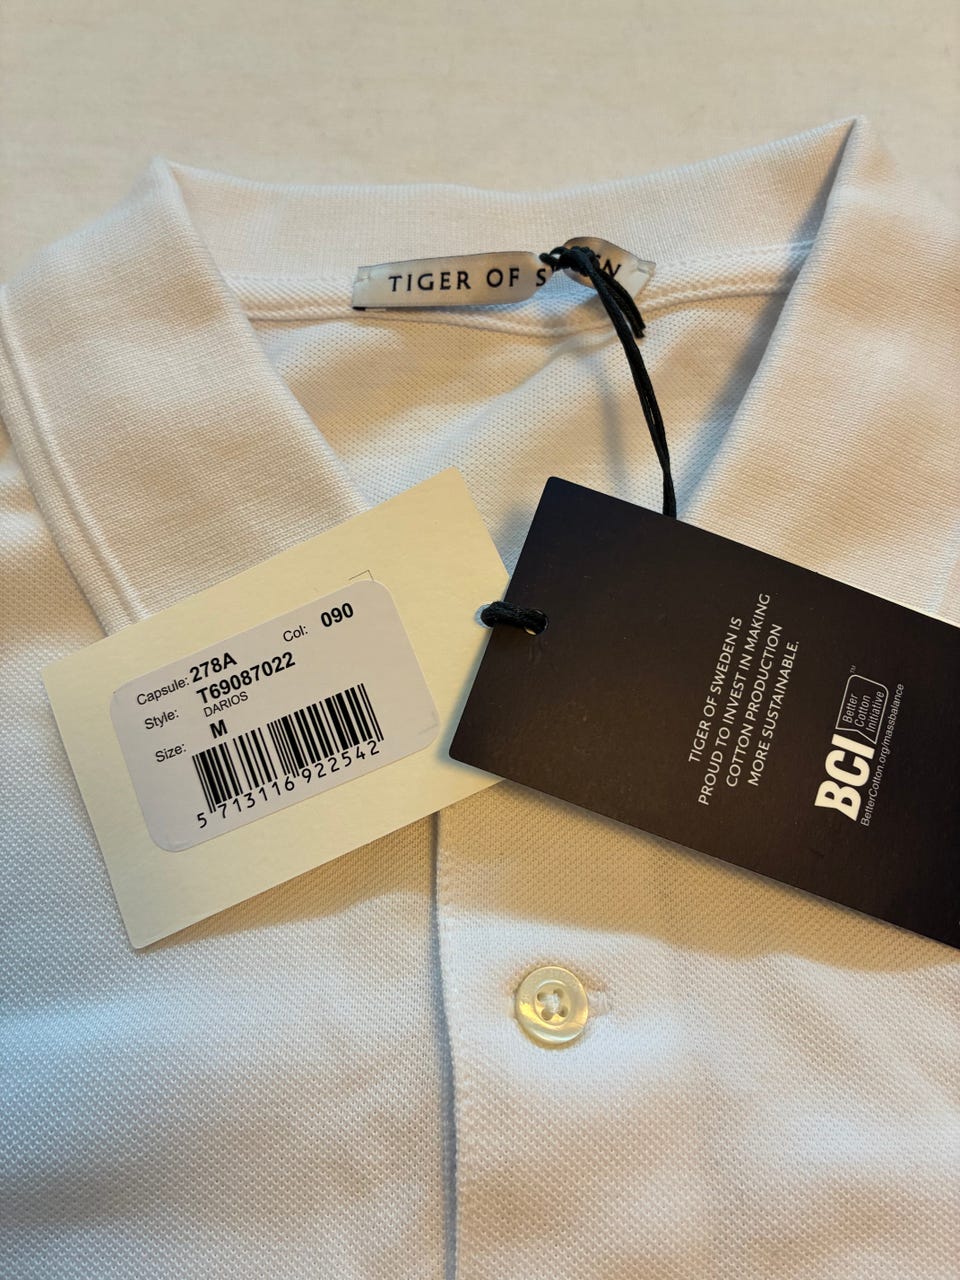 TIGER OF S
Col: 090
Capsule: 278A
Style: T69087022
DARIOS
Size: M
5 713116 922542
TIGER OF SWEDEN IS
PROUD TO INVEST IN MAKING
COTTON PRODUCTION
MORE SUSTAINABLE.
BCI
Better
Cotton
Initiative
TM
BetterCotton.org/massbalance